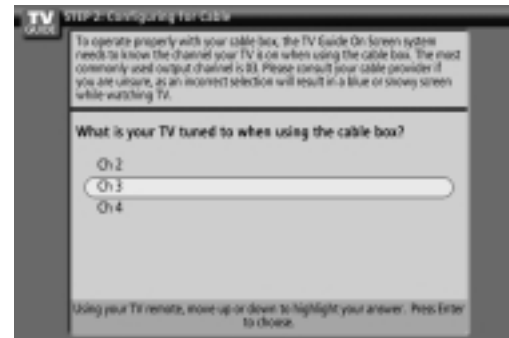 TV
GUIDE
STEP 2: Configuring for Cable
To operate properly with your cable box, the TV Guide On Screen system
needs to know the channel your TV is on when using the cable box. The most
commonly used output channel is 03. Please consult your cable provider if
you are unsure, as an incorrect selection will result in a blue or snowy screen
while watching TV.
What is your TV tuned to when using the cable box?
Ch 2
Ch 3
Ch 4
Using your TV remote, move up or down to highlight your answer. Press Enter
to choose.